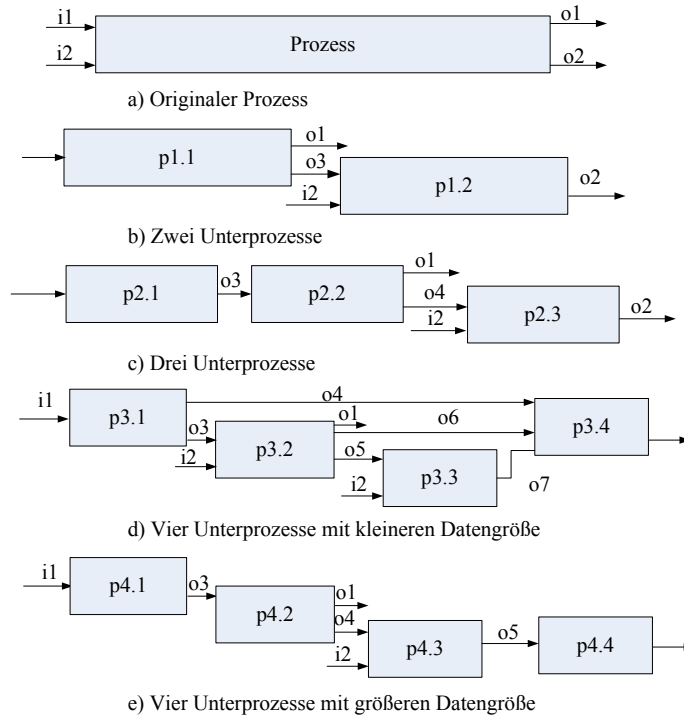 i1
o1
Prozess
i2
o2
a) Originaler Prozess
o1
p1.1
o3
i2
p1.2
o2
b) Zwei Unterprozesse
p2.1
o3
p2.2
o1
o4
i2
p2.3
o2
c) Drei Unterprozesse
i1
p3.1
o4
o3
o1
o6
p3.4
i2
p3.2
o5
i2
p3.3
o7
d) Vier Unterprozesse mit kleineren Datengröße
i1
p4.1
o3
p4.2
o1
o4
i2
p4.3
o5
p4.4
e) Vier Unterprozesse mit größeren Datengröße